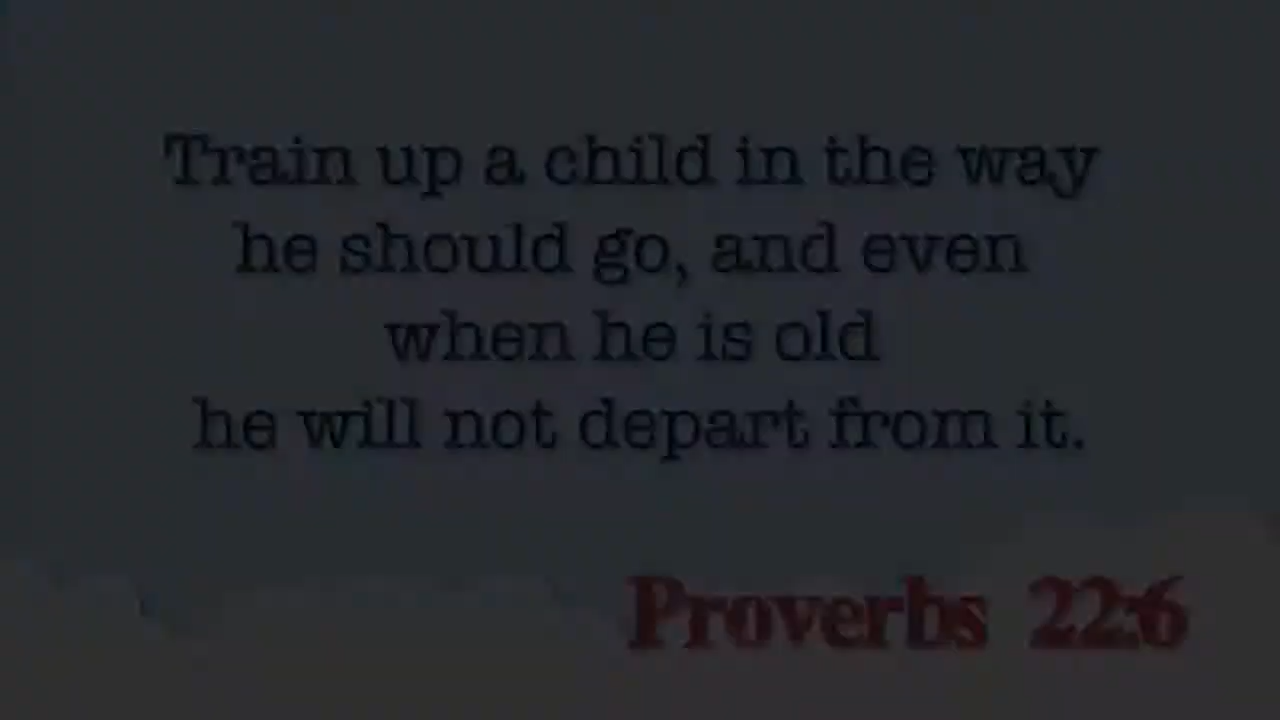 Train up a child in the way
he should go, and even
when he is old
he will not depart from it.
Proverbs 22:6